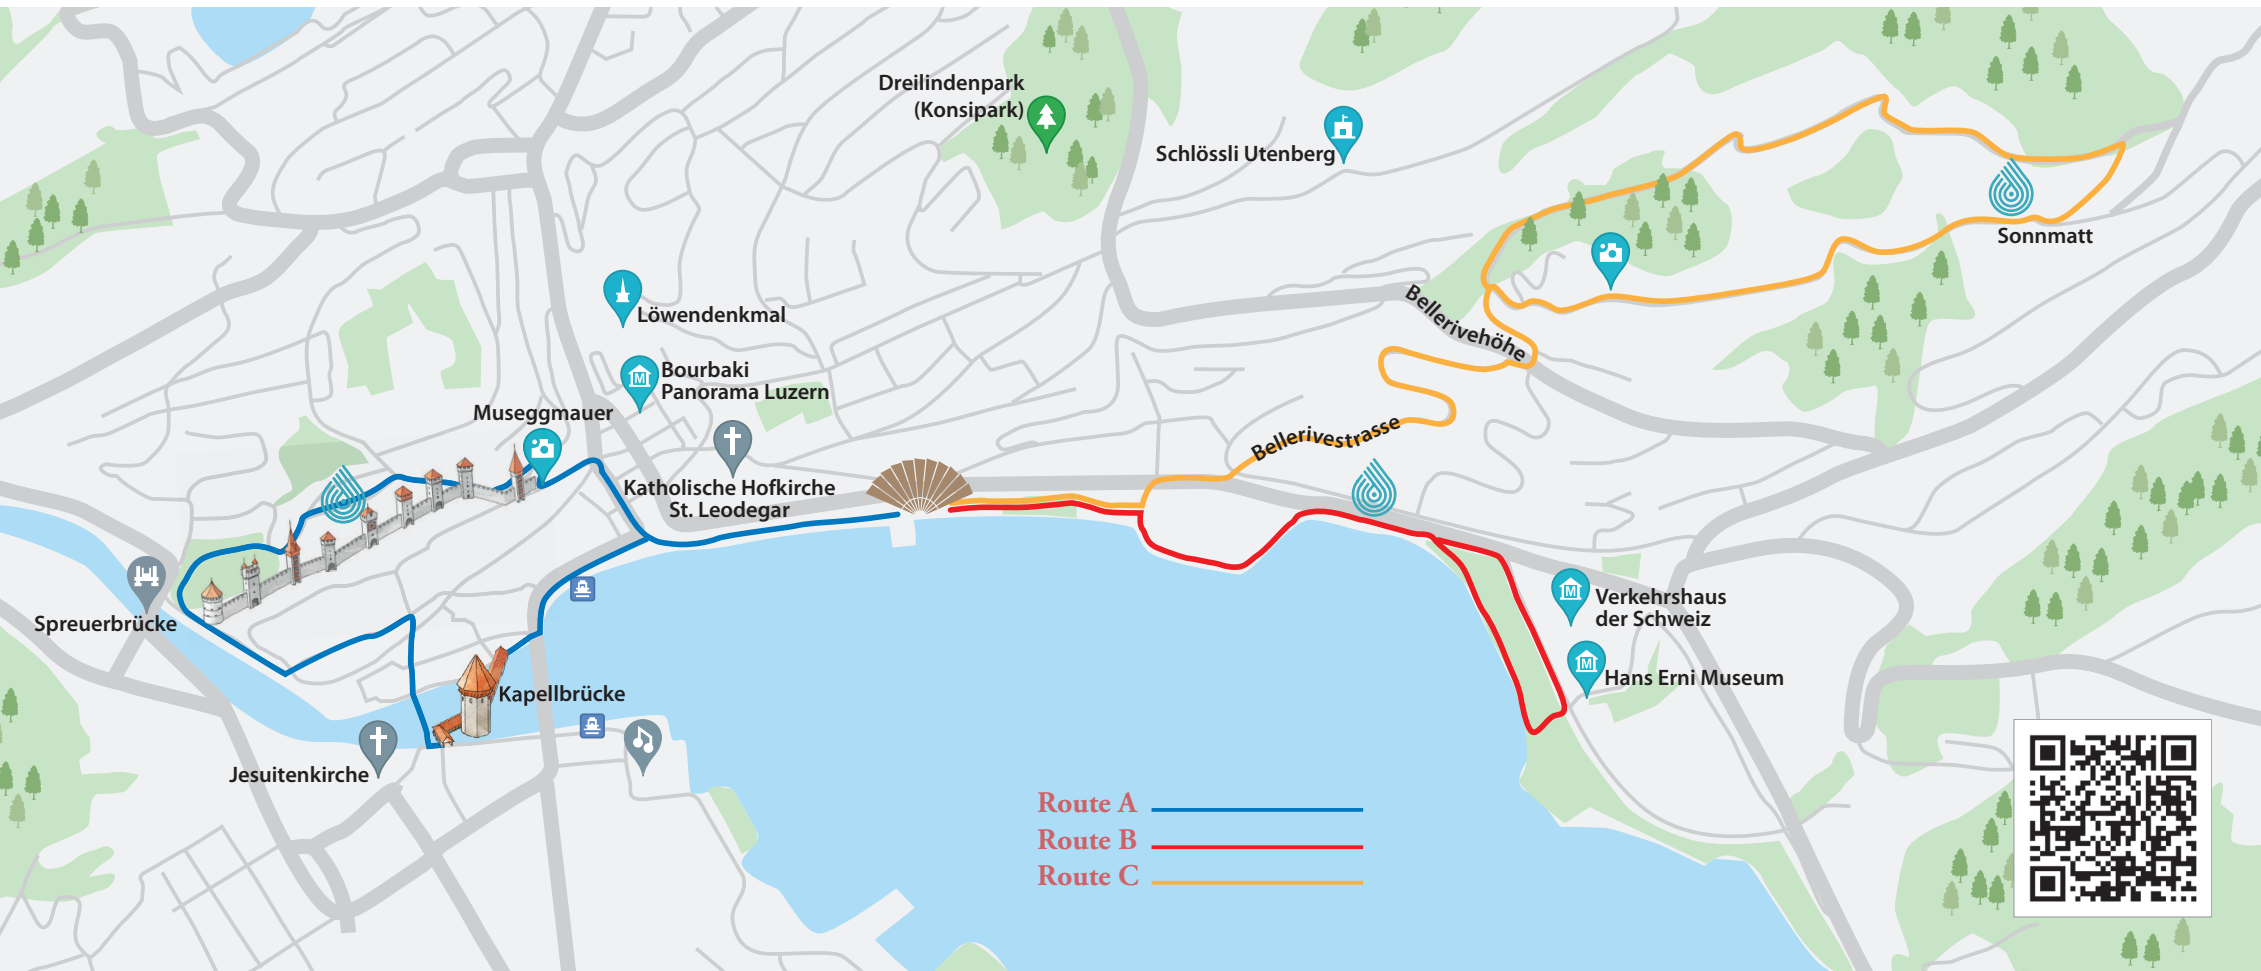 Dreilindenpark
(Konsipark)
Schlössli Utenberg
Sonnmatt
Bellerivehöhe
Löwendenkmal
Bourbaki
Panorama Luzern
Museggmauer
Bellerivestrasse
Katholische Hofkirche
St. Leodegar
Spreuerbrücke
Verkehrshaus
der Schweiz
Hans Erni Museum
Kapellbrücke
Jesuitenkirche
M
M
M
Route A
Route B
Route C